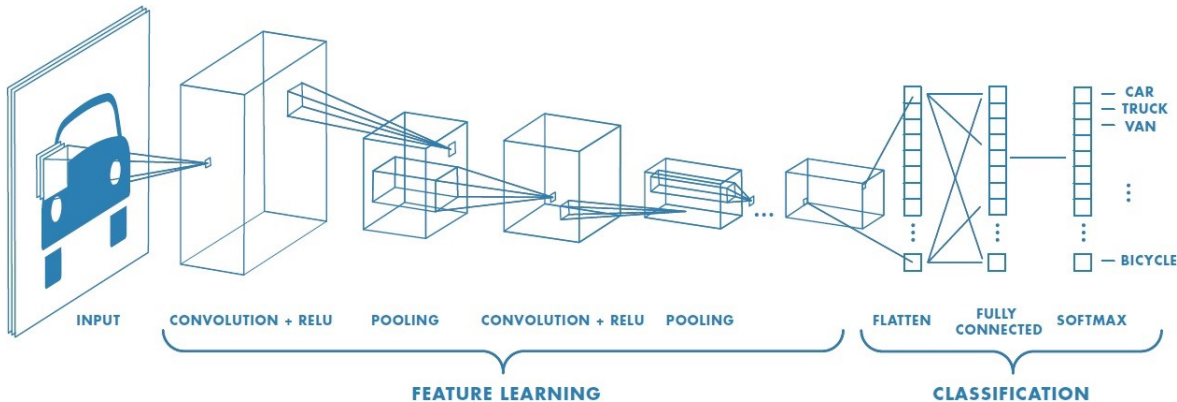 CAR
TRUCK
VAN
BICYCLE
INPUT
CONVOLUTION + RELU
POOLING
CONVOLUTION + RELU
POOLING
FLATTEN
FULLY
CONNECTED
SOFTMAX
FEATURE LEARNING
CLASSIFICATION